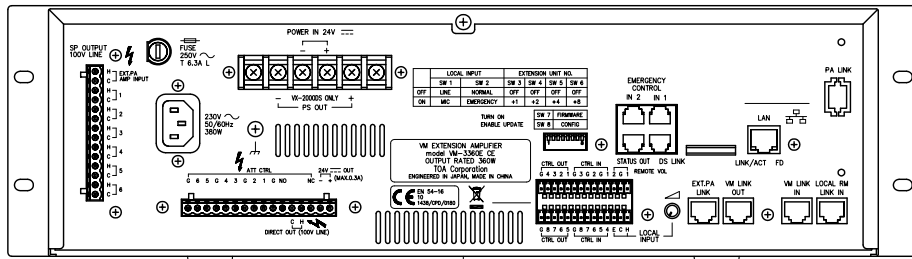 POWER IN 24V
SP OUTPUT
100V LINE
FUSE
250V
T 6.3A L
H EXT.PA
C AMP INPUT
H
C 1
H
C 2
H
C 3
H
C 4
H
C 5
H
C 6
− +
− VX-2000DS ONLY +
PS OUT
230V
50/60Hz
380W
LOCAL INPUT EXTENSION UNIT NO.
SW 1 SW 2 SW 3 SW 4 SW 5 SW 6
OFF LINE NORMAL OFF OFF OFF OFF
ON MIC EMERGENCY +1 +2 +4 +8
TURN ON SW 7 FIRMWARE
ENABLE UPDATE SW 8 CONFIG
EMERGENCY
CONTROL
IN 2 IN 1
STATUS OUT DS LINK
PA LINK
LAN
LINK/ACT FD
VM EXTENSION AMPLIFIER
model VM-3360E CE
OUTPUT RATED 360W
TOA Corporation
ENGINEERED IN JAPAN, MADE IN CHINA
CE EN 54-16
10
1438/CPD/0180
ATT CTRL
G 6 5 4 G 3 2 1 G ND NC − +
24V OUT
(MAX.0.3A)
C H
DIRECT OUT (100V LINE)
CTRL OUT CTRL IN
G 4 3 2 1 G 3 G 2 G 1 2 G 1
REMOTE VOL
G 8 7 6 5 G 8 7 6 5 4 E C H
CTRL OUT CTRL IN
LOCAL
INPUT
EXT.PA
LINK
VM LINK
OUT
VM LINK
IN
LOCAL RM
LINK IN